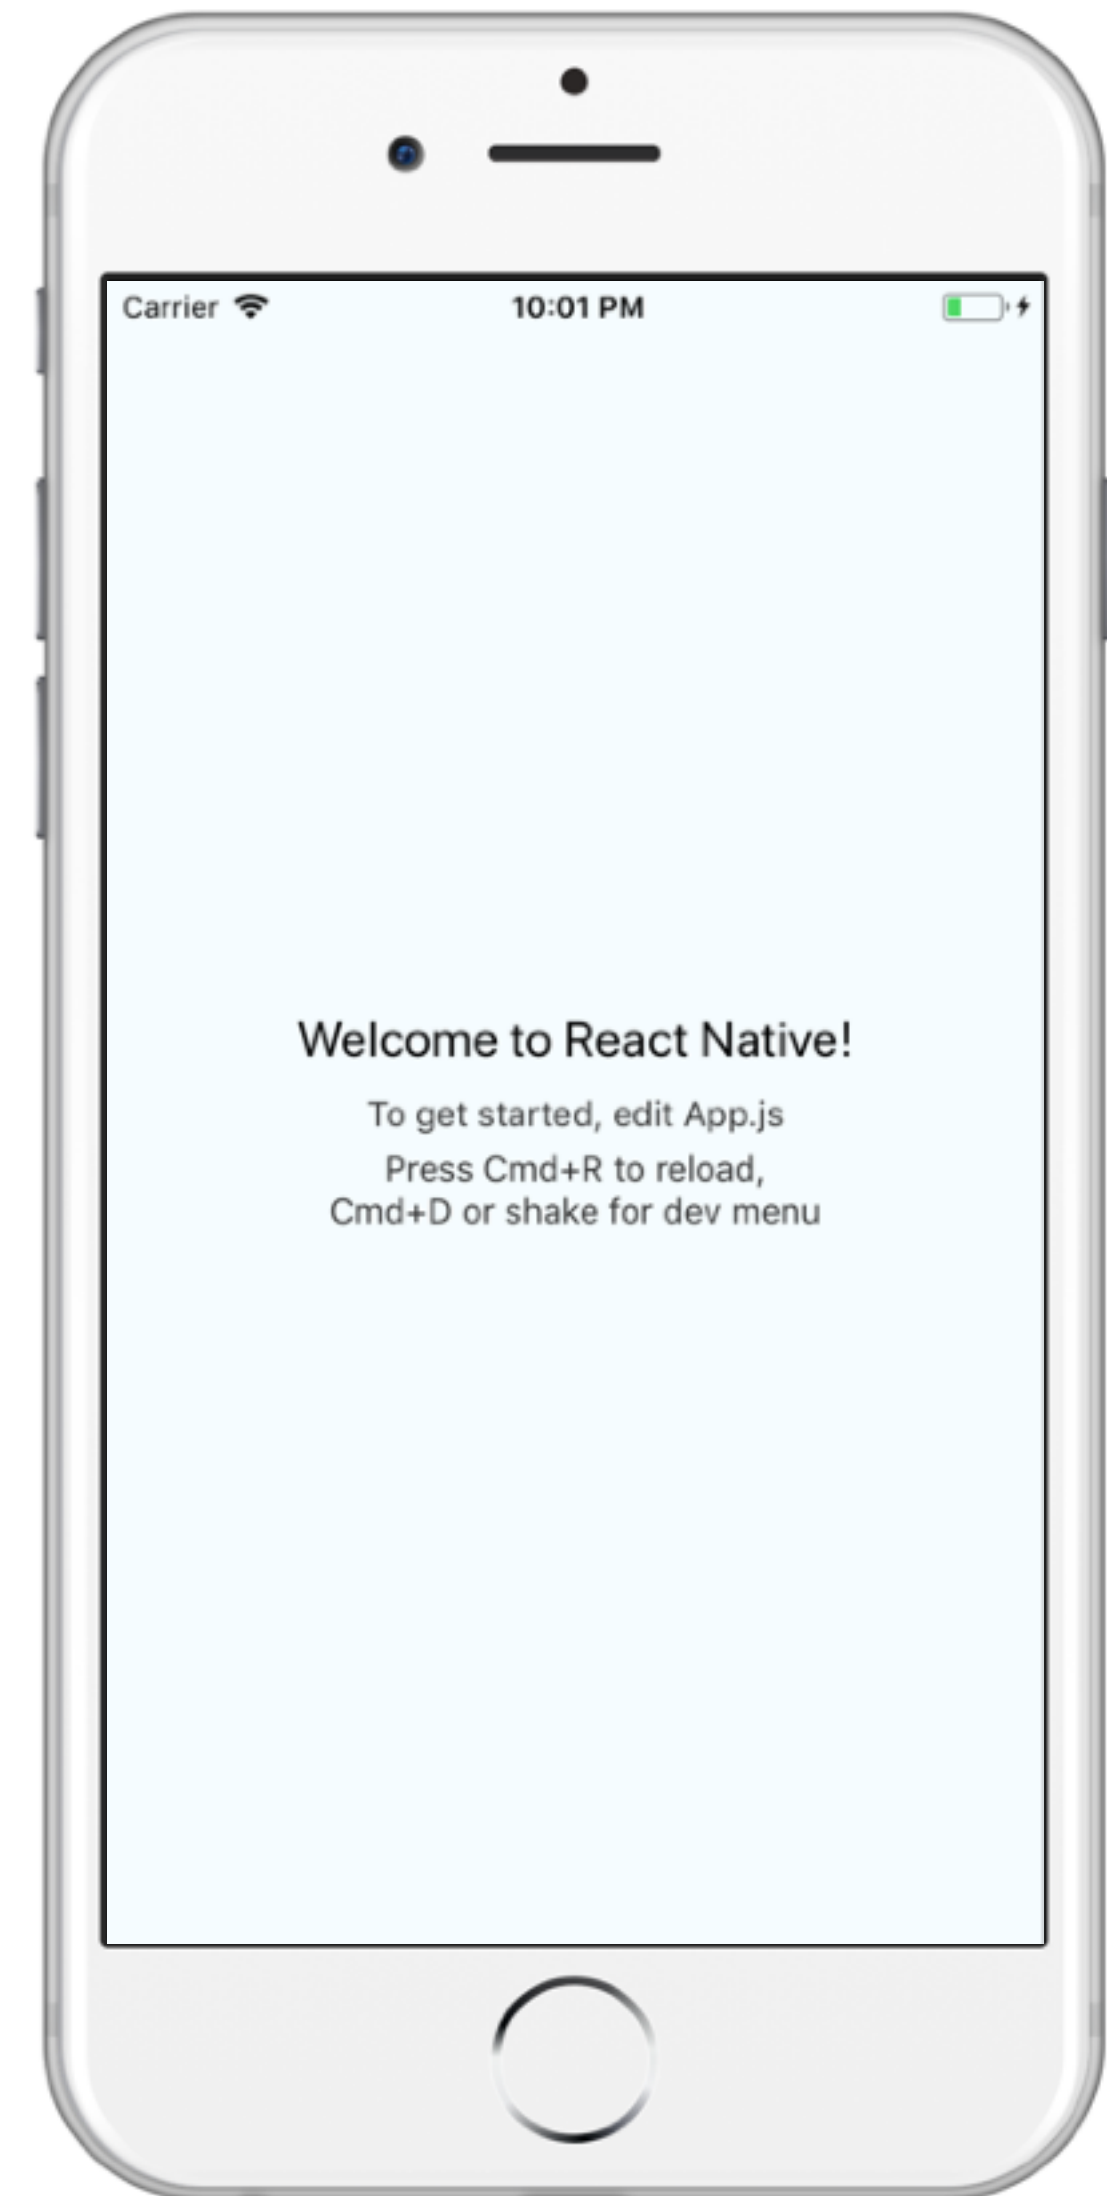 Carrier
10:01 PM
Welcome to React Native!
To get started, edit App.js
Press Cmd+R to reload,
Cmd+D or shake for dev menu